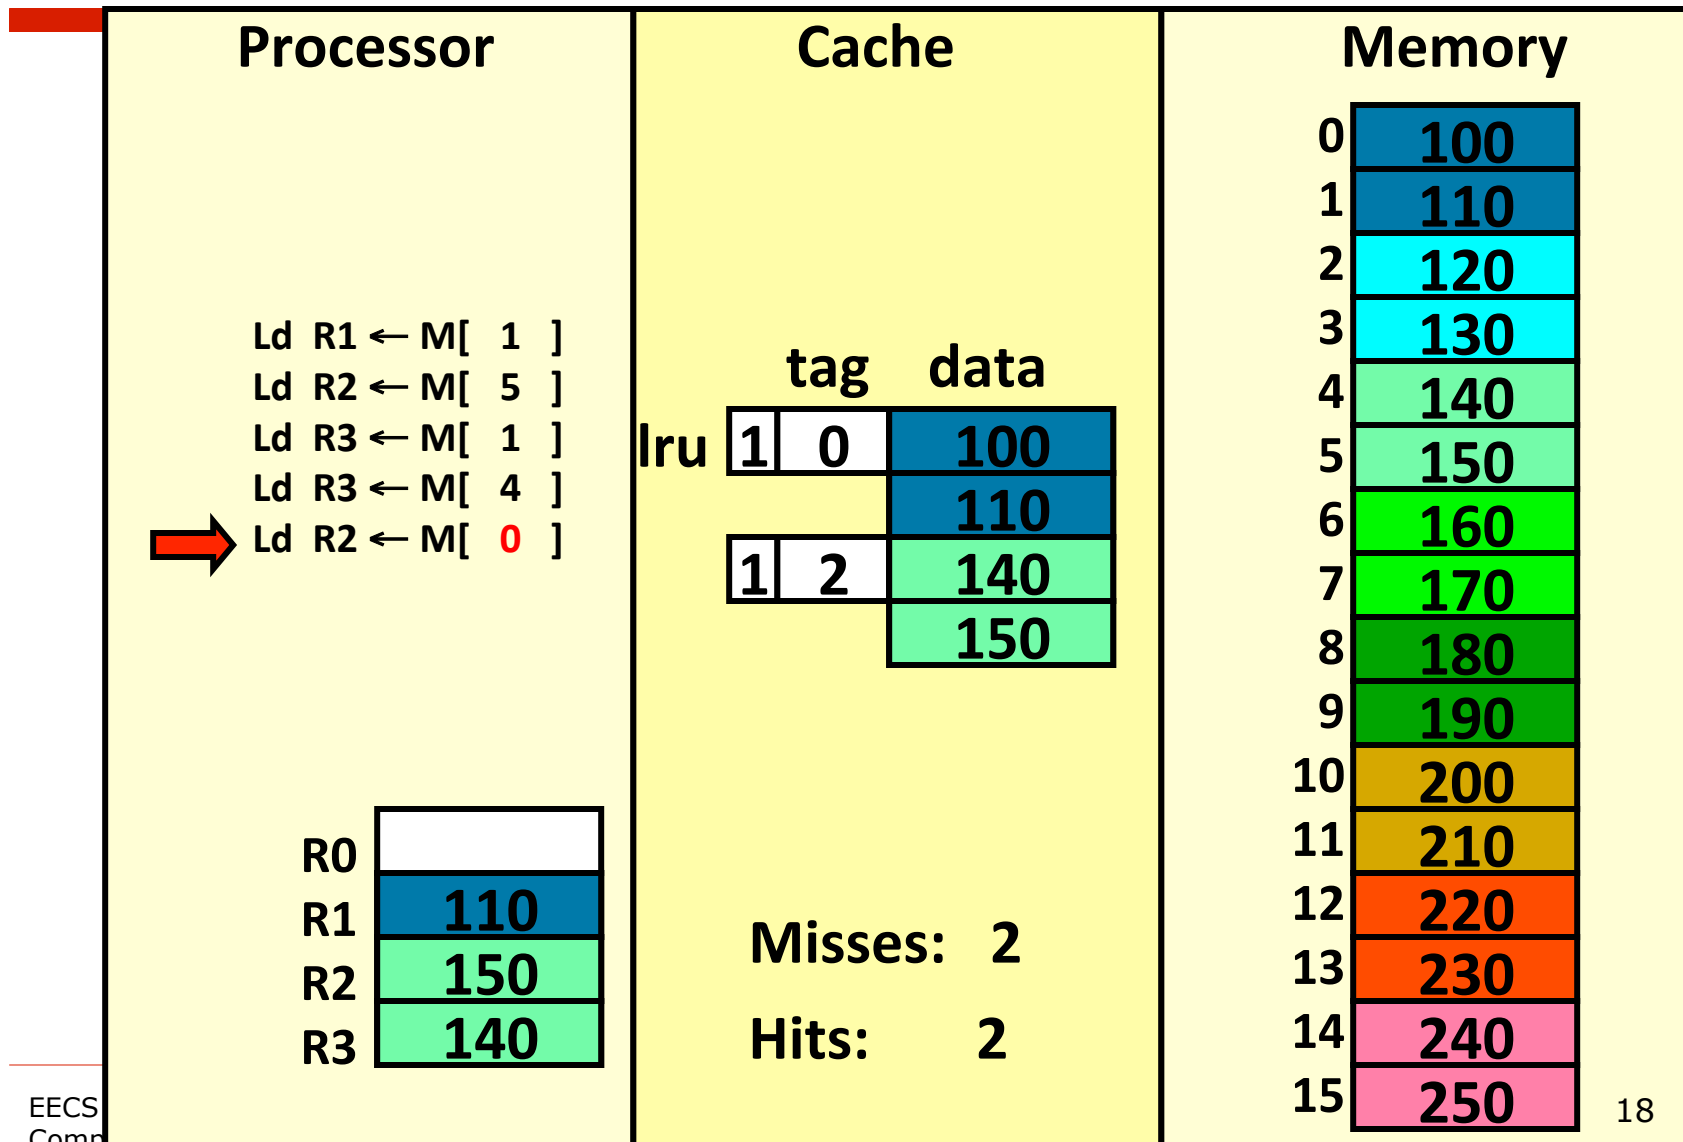 Processor
Ld R1 ← M[ 1 ]
Ld R2 ← M[ 5 ]
Ld R3 ← M[ 1 ]
Ld R3 ← M[ 4 ]
Ld R2 ← M[ 0 ]
R0
R1 110
R2 150
R3 140
Cache
tag data
lru 1 0 100
110
1 2 140
150
Misses: 2
Hits: 2
Memory
0 100
1 110
2 120
3 130
4 140
5 150
6 160
7 170
8 180
9 190
10 200
11 210
12 220
13 230
14 240
15 250
EECS
Comp
18